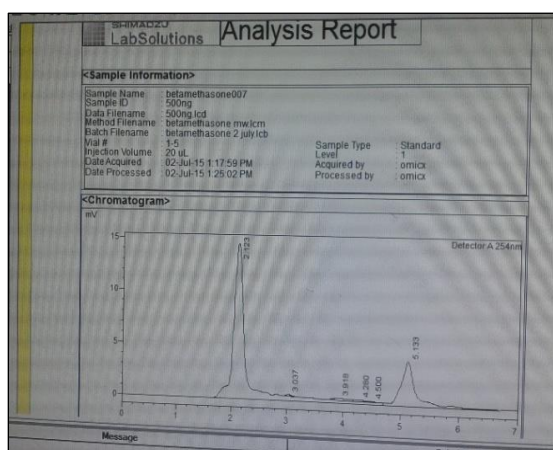 SHIMADZU
LabSolutions Analysis Report
<Sample Information>
Sample Name : betamethasone007
Sample ID : 500ng
Data Filename : 500ng.lcd
Method Filename : betamethasone mw.lcm
Batch Filename : betamethasone 2 july.lcb
Vial # : 1-5 Sample Type : Standard
Injection Volume : 20 uL Level : 1
Date Acquired : 02-Jul-15 1:17:59 PM Acquired by : omicx
Date Processed : 02-Jul-15 1:25:02 PM Processed by : omicx
<Chromatogram>
mV
Detector A 254nm
15
10
5
0
2.123
3.037
3.918
4.280
4.500
5.133
0 1 2 3 4 5 6 7
Message